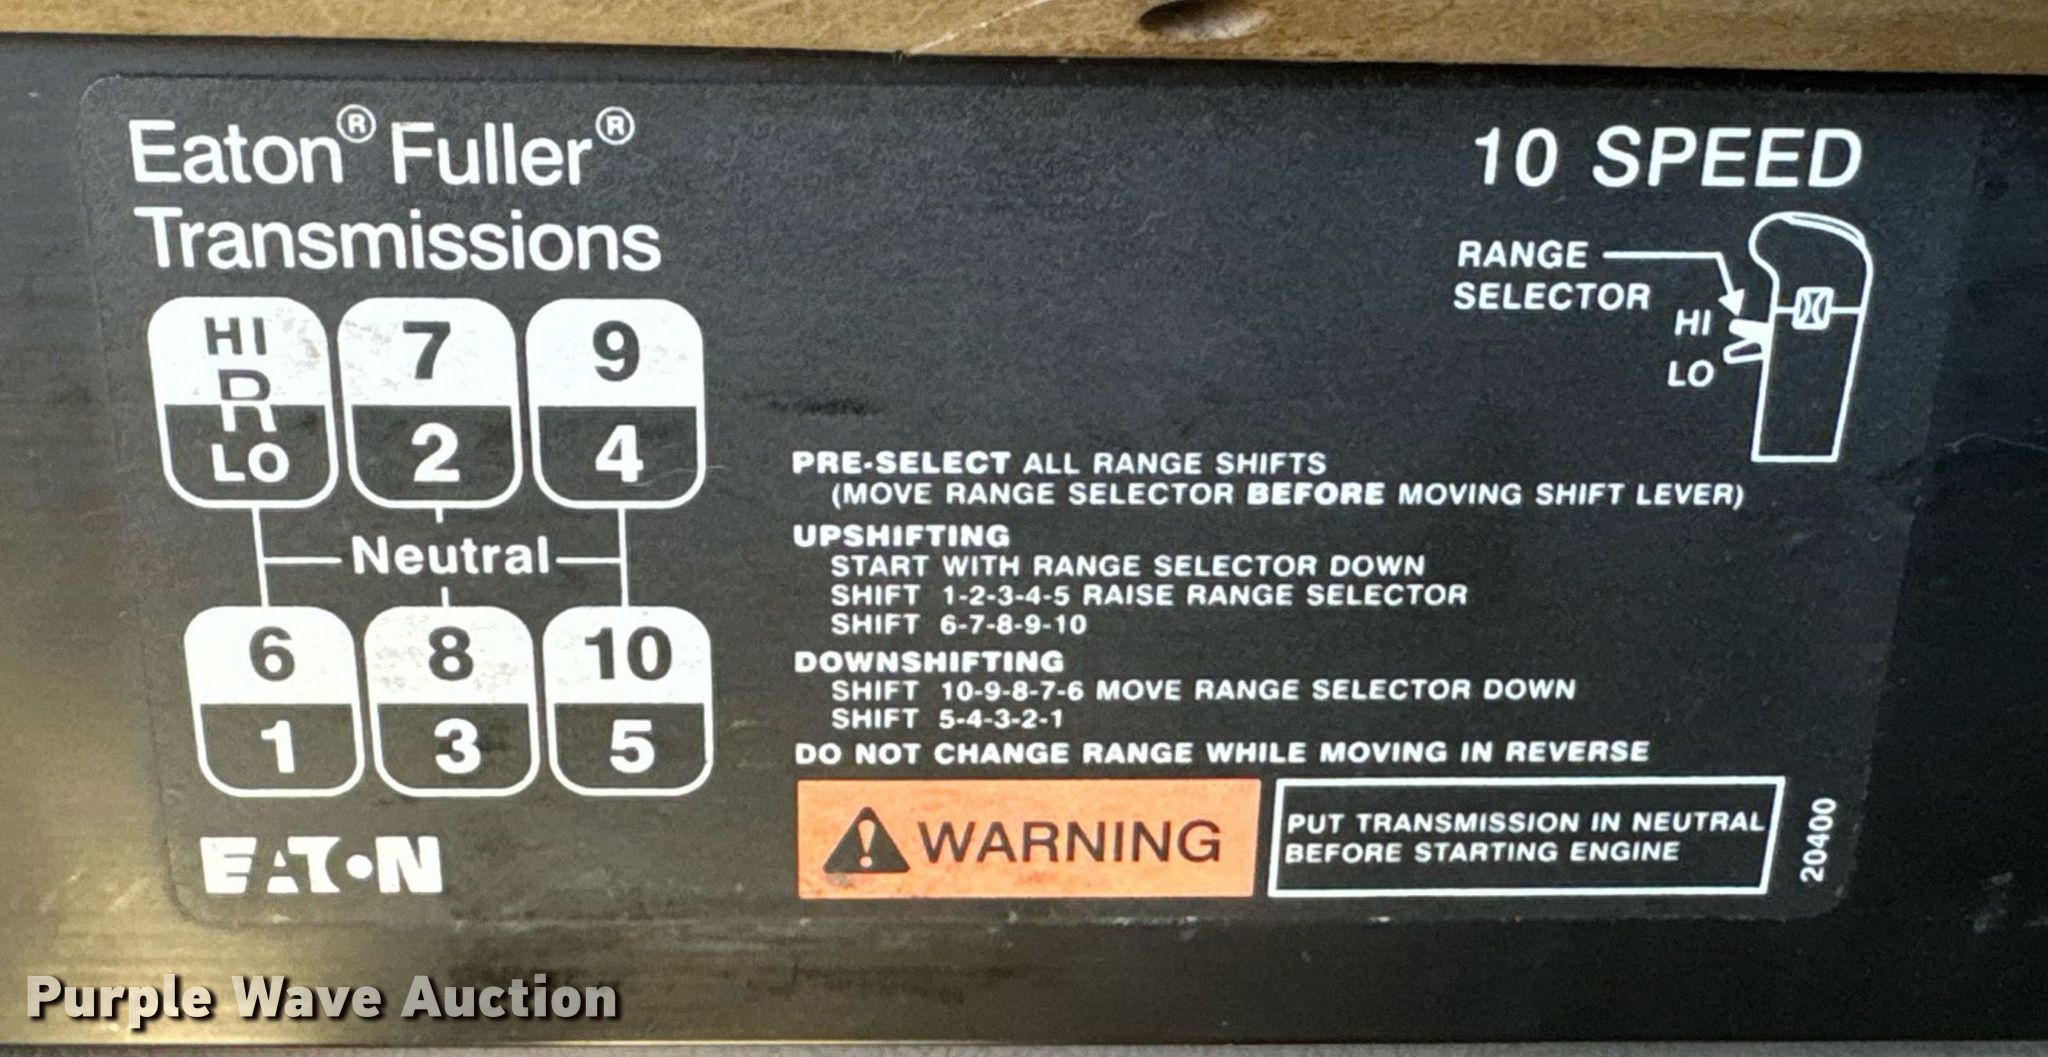 Eaton® Fuller®
Transmissions
10 SPEED
RANGE
SELECTOR
HI
LO
HI 7 9
R
LO 2 4
Neutral
6 8 10
1 3 5
PRE-SELECT ALL RANGE SHIFTS
(MOVE RANGE SELECTOR BEFORE MOVING SHIFT LEVER)
UPSHIFTING
START WITH RANGE SELECTOR DOWN
SHIFT 1-2-3-4-5 RAISE RANGE SELECTOR
SHIFT 6-7-8-9-10
DOWNSHIFTING
SHIFT 10-9-8-7-6 MOVE RANGE SELECTOR DOWN
SHIFT 5-4-3-2-1
DO NOT CHANGE RANGE WHILE MOVING IN REVERSE
WARNING
PUT TRANSMISSION IN NEUTRAL
BEFORE STARTING ENGINE
20400
EATON
Purple Wave Auction